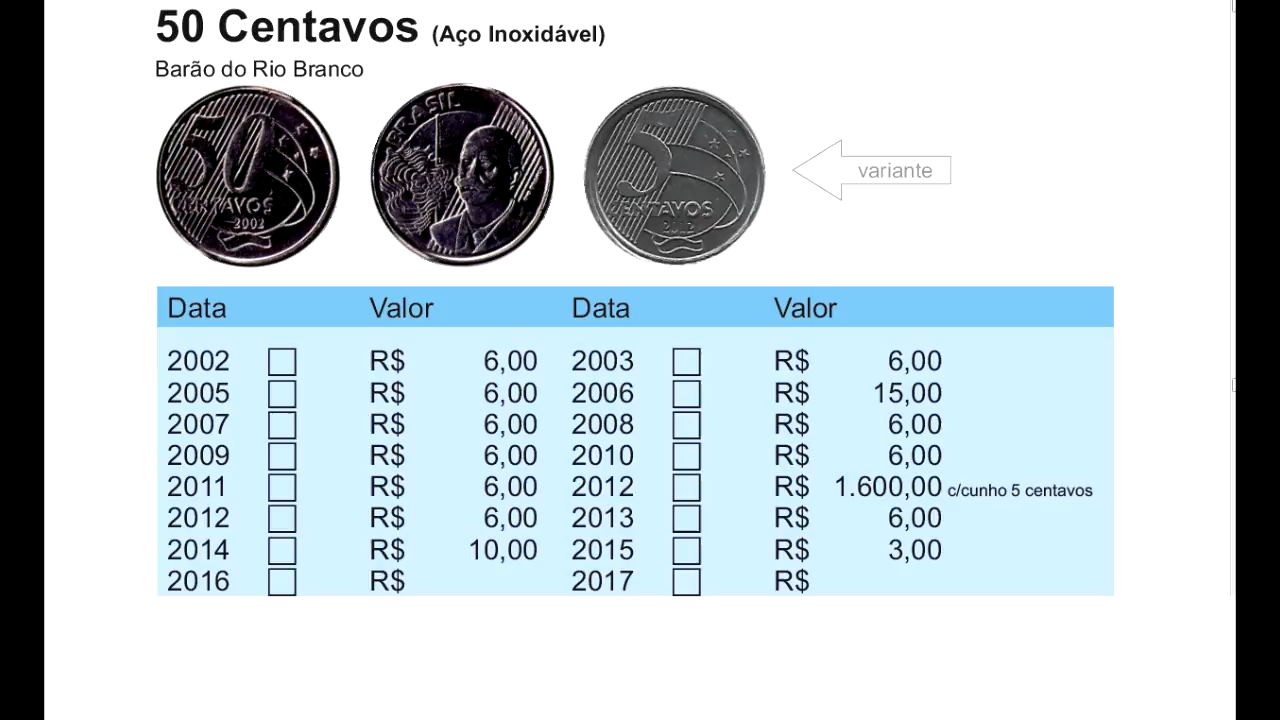 50 Centavos (Aço Inoxidável)
Barão do Rio Branco
50 CENTAVOS 2002
BRASIL
5 ENTAVOS
variante
Data Valor Data Valor
2002 R$ 6,00 2003 R$ 6,00
2005 R$ 6,00 2006 R$ 15,00
2007 R$ 6,00 2008 R$ 6,00
2009 R$ 6,00 2010 R$ 6,00
2011 R$ 6,00 2012 R$ 1.600,00 c/cunho 5 centavos
2012 R$ 6,00 2013 R$ 6,00
2014 R$ 10,00 2015 R$ 3,00
2016 R$ 2017 R$